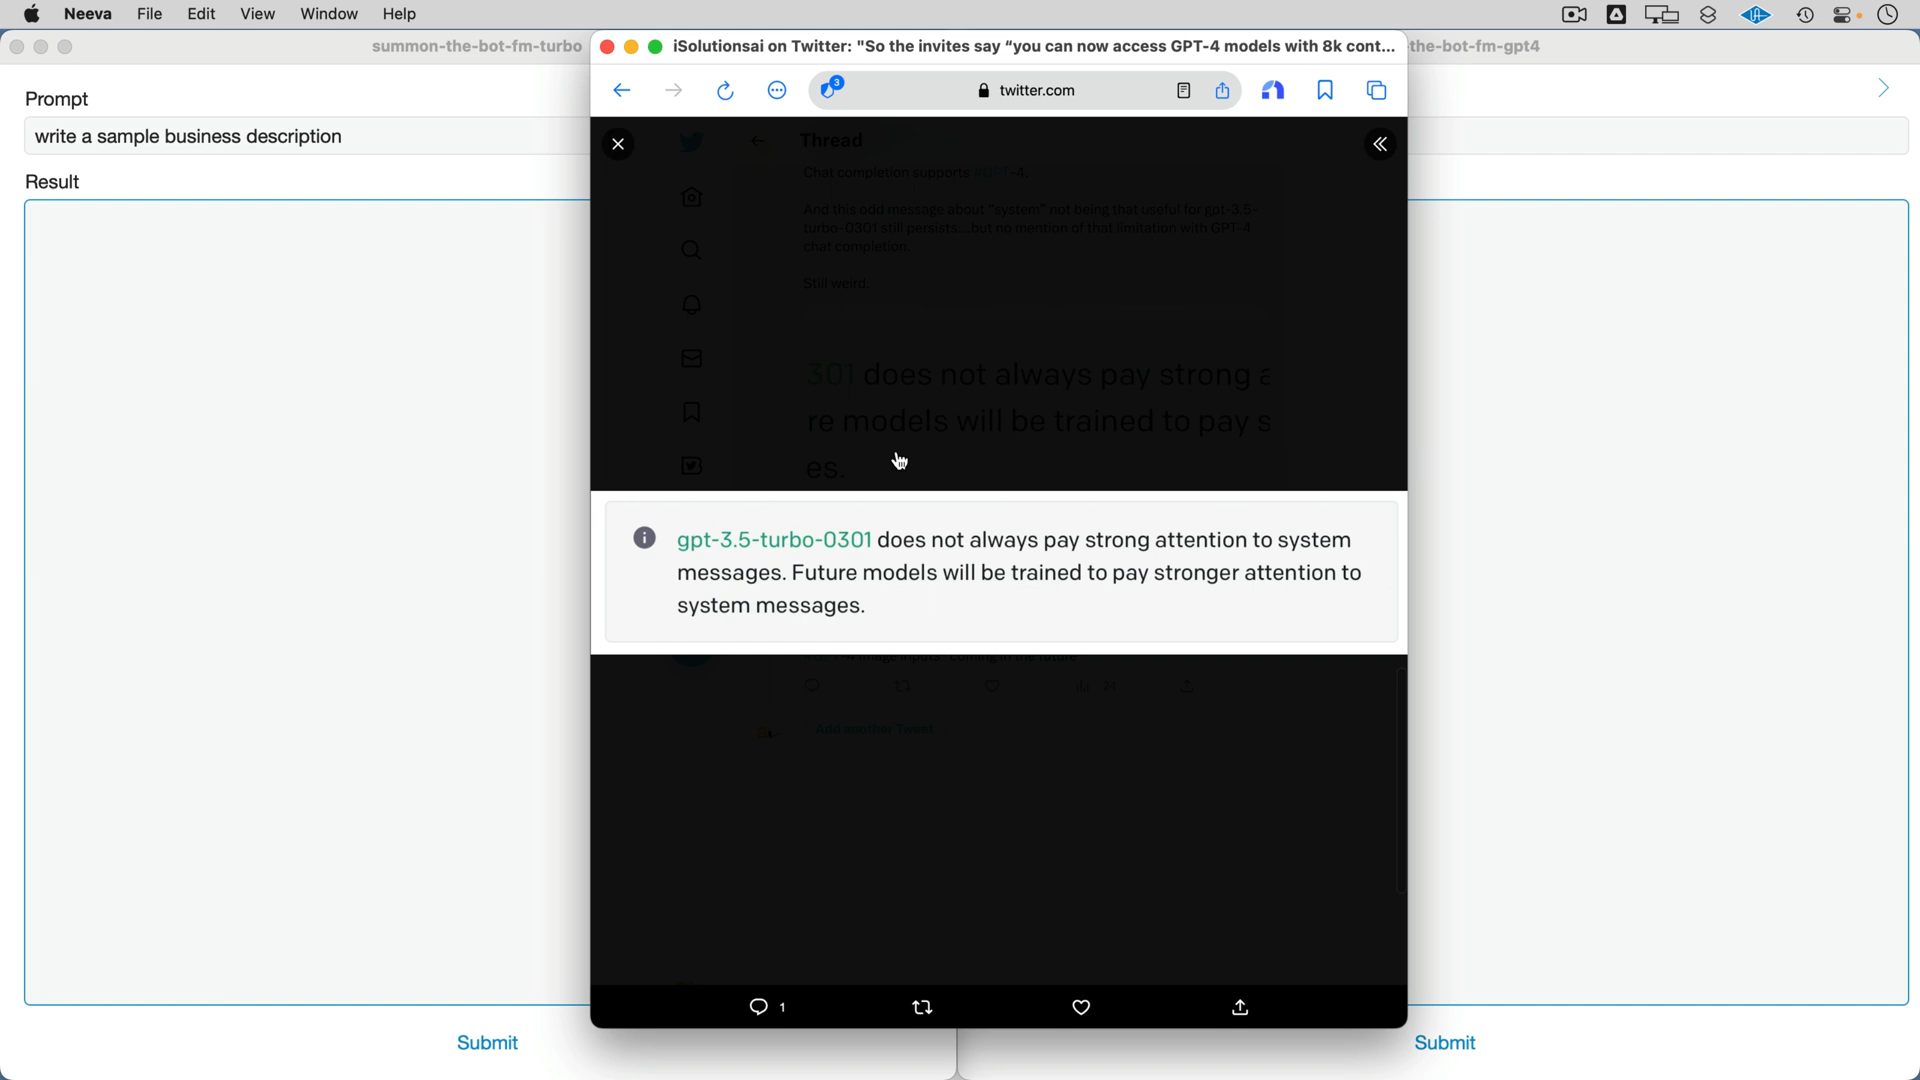 Neeva File Edit View Window Help
summon-the-bot-fm-turbo
iSolutionsai on Twitter: "So the invites say “you can now access GPT-4 models with 8k cont...
the-bot-fm-gpt4
3
twitter.com
Prompt
write a sample business description
Result
Thread
Chat completion supports #GPT-4.
And this odd message about "system" not being that useful for gpt-3.5-
turbo-0301 still persists....but no mention of that limitation with GPT-4
chat completion.
Still weird.
301 does not always pay strong a
re models will be trained to pay s
es.
gpt-3.5-turbo-0301 does not always pay strong attention to system
messages. Future models will be trained to pay stronger attention to
system messages.
24
Add another Tweet
1
Submit
Submit